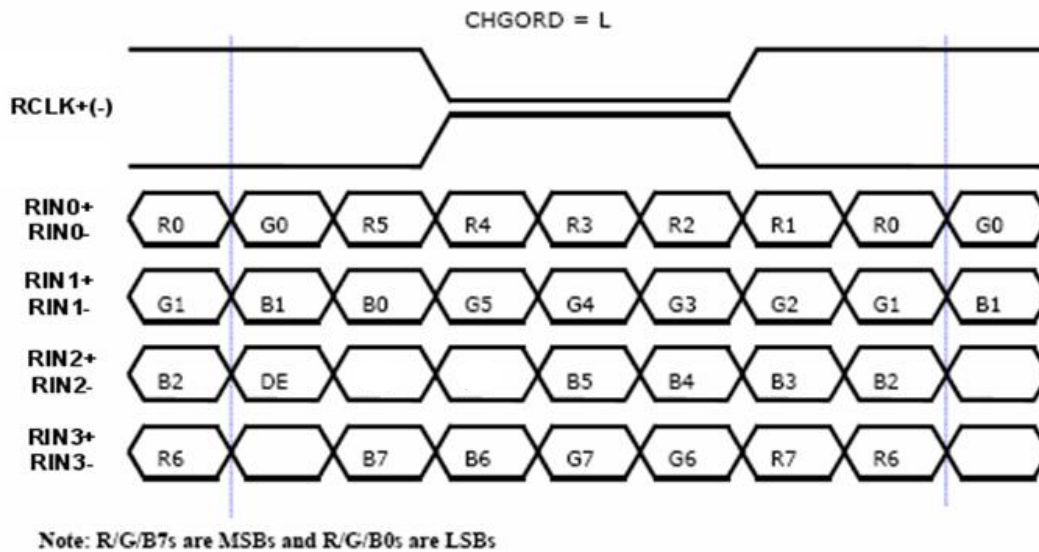 CHGORD = L
RCLK+(-)
RIN0+
RIN0-
R0 G0 R5 R4 R3 R2 R1 R0 G0
RIN1+
RIN1-
G1 B1 B0 G5 G4 G3 G2 G1 B1
RIN2+
RIN2-
B2 DE B5 B4 B3 B2
RIN3+
RIN3-
R6 B7 B6 G7 G6 R7 R6
Note: R/G/B7s are MSBs and R/G/B0s are LSBs